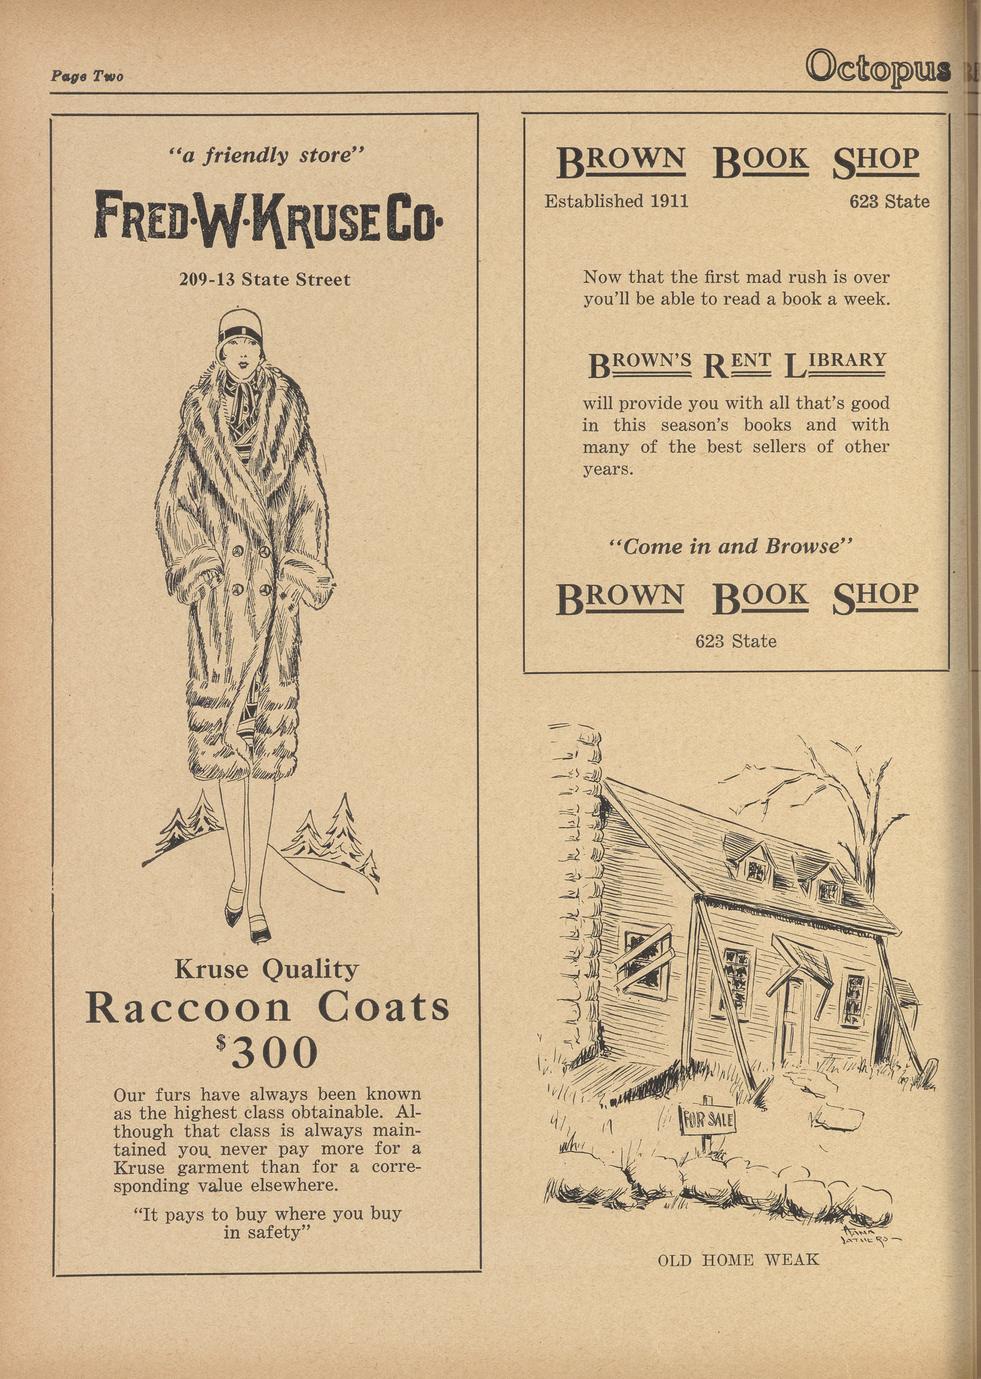 Page Two
Octopus
"a friendly store"
FRED·W·KRUSE CO·
209-13 State Street
Kruse Quality
Raccoon Coats
$300
Our furs have always been known
as the highest class obtainable. Al-
though that class is always main-
tained you never pay more for a
Kruse garment than for a corre-
sponding value elsewhere.
"It pays to buy where you buy
in safety"
BROWN BOOK SHOP
Established 1911 623 State
Now that the first mad rush is over
you'll be able to read a book a week.
BROWN'S RENT LIBRARY
will provide you with all that's good
in this season's books and with
many of the best sellers of other
years.
"Come in and Browse"
BROWN BOOK SHOP
623 State
FOR SALE
OLD HOME WEAK